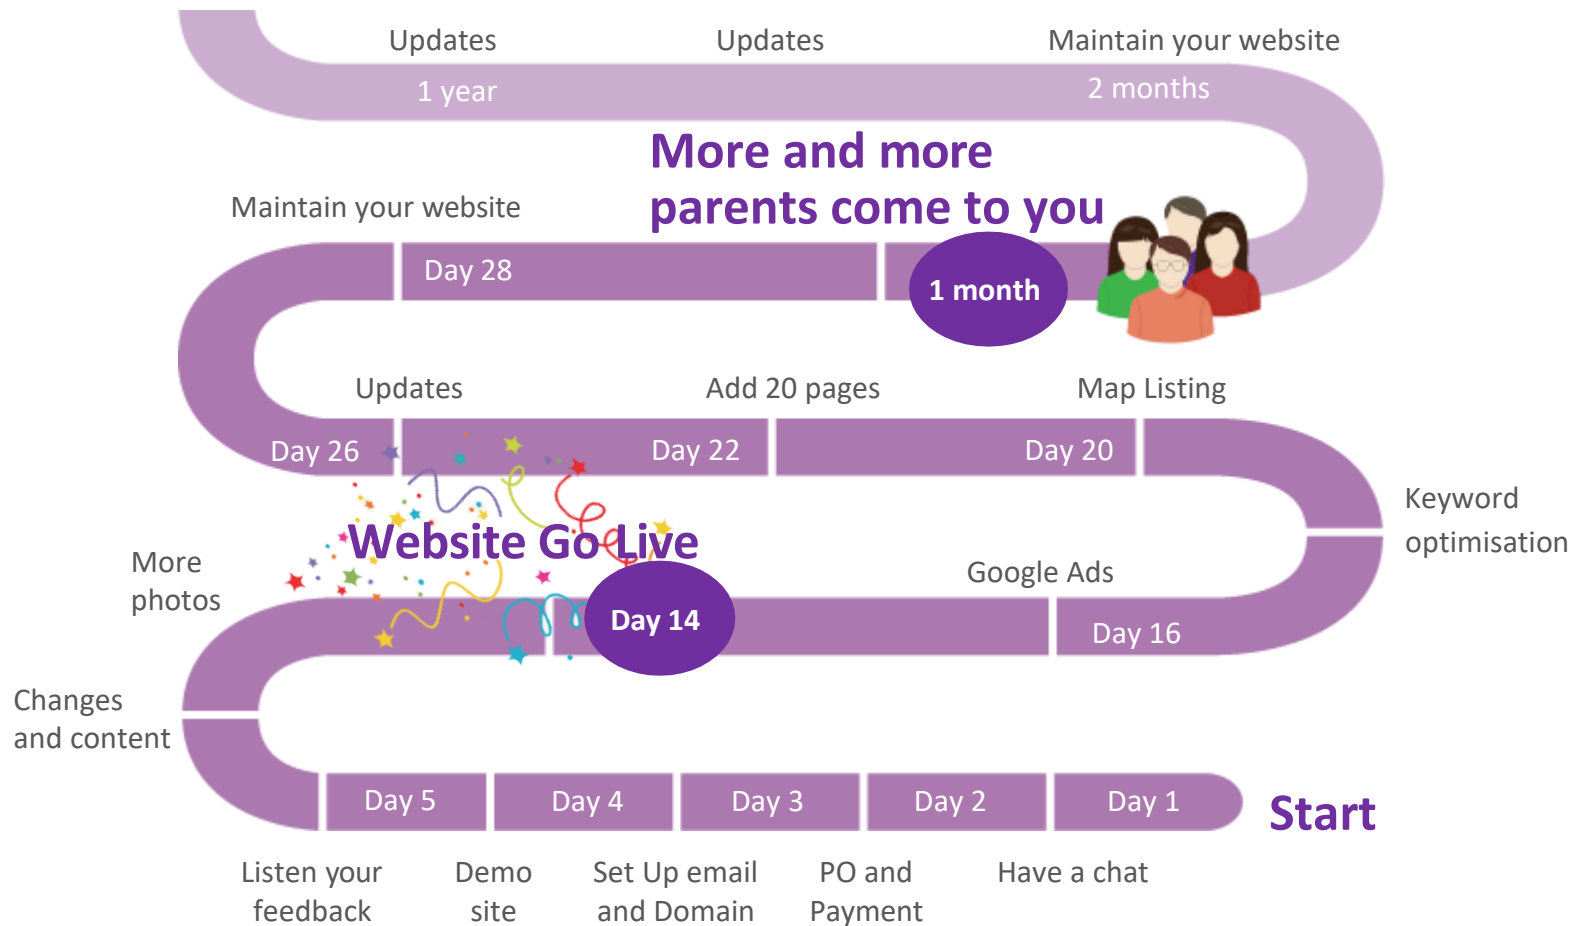 Updates
Updates
Maintain your website
1 year
2 months
More and more
parents come to you
Maintain your website
Day 28
1 month
Updates
Add 20 pages
Map Listing
Day 26
Day 22
Day 20
Keyword
optimisation
Website Go Live
More
photos
Google Ads
Day 14
Day 16
Changes
and content
Day 5
Day 4
Day 3
Day 2
Day 1
Start
Listen your
feedback
Demo
site
Set Up email
and Domain
PO and
Payment
Have a chat